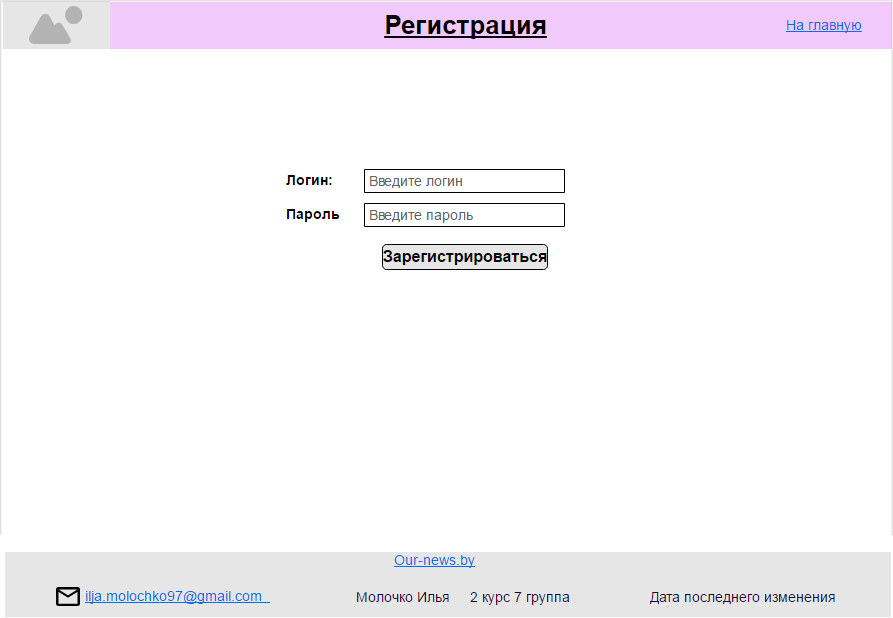 Регистрация
На главную
Логин:
Введите логин
Пароль
Введите пароль
Зарегистрироваться
Our-news.by
ilja.molochko97@gmail.com
Молочко Илья 2 курс 7 группа
Дата последнего изменения